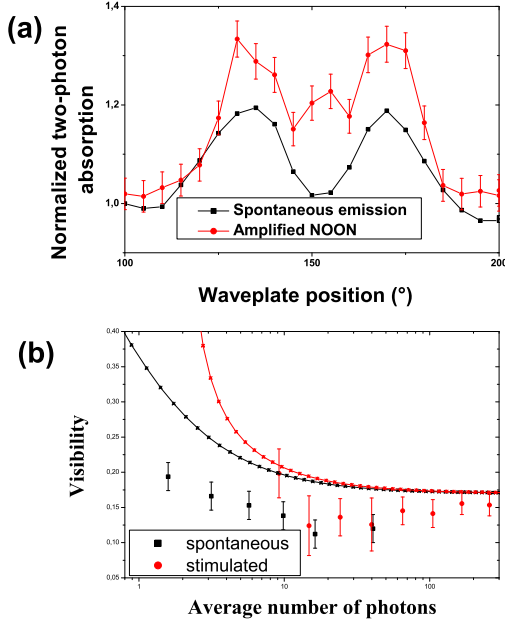 (a)
Normalized two-photon
absorption
1,4
1,2
1,0
Spontaneous emission
Amplified NOON
100
150
200
Waveplate position (°)
(b)
Visibility
0,40
0,35
0,30
0,25
0,20
0,15
0,10
0,05
spontaneous
stimulated
1
10
100
Average number of photons